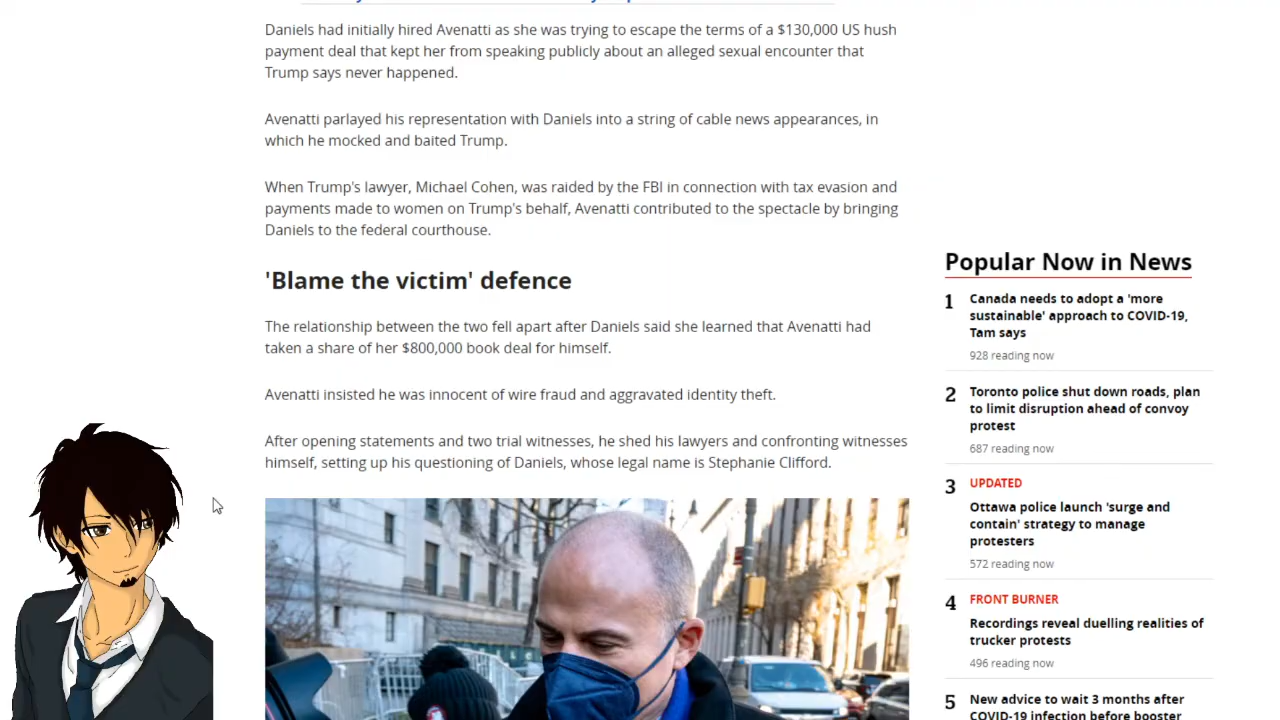 Daniels had initially hired Avenatti as she was trying to escape the terms of a $130,000 US hush
payment deal that kept her from speaking publicly about an alleged sexual encounter that
Trump says never happened.
Avenatti parlayed his representation with Daniels into a string of cable news appearances, in
which he mocked and baited Trump.
When Trump's lawyer, Michael Cohen, was raided by the FBI in connection with tax evasion and
payments made to women on Trump's behalf, Avenatti contributed to the spectacle by bringing
Daniels to the federal courthouse.
'Blame the victim' defence
The relationship between the two fell apart after Daniels said she learned that Avenatti had
taken a share of her $800,000 book deal for himself.
Avenatti insisted he was innocent of wire fraud and aggravated identity theft.
After opening statements and two trial witnesses, he shed his lawyers and confronting witnesses
himself, setting up his questioning of Daniels, whose legal name is Stephanie Clifford.
Popular Now in News
1
Canada needs to adopt a 'more
sustainable' approach to COVID-19,
Tam says
928 reading now
2
Toronto police shut down roads, plan
to limit disruption ahead of convoy
protest
687 reading now
3
UPDATED
Ottawa police launch 'surge and
contain' strategy to manage
protesters
572 reading now
4
FRONT BURNER
Recordings reveal duelling realities of
trucker protests
496 reading now
5
New advice to wait 3 months after
COVID-19 infection before booster